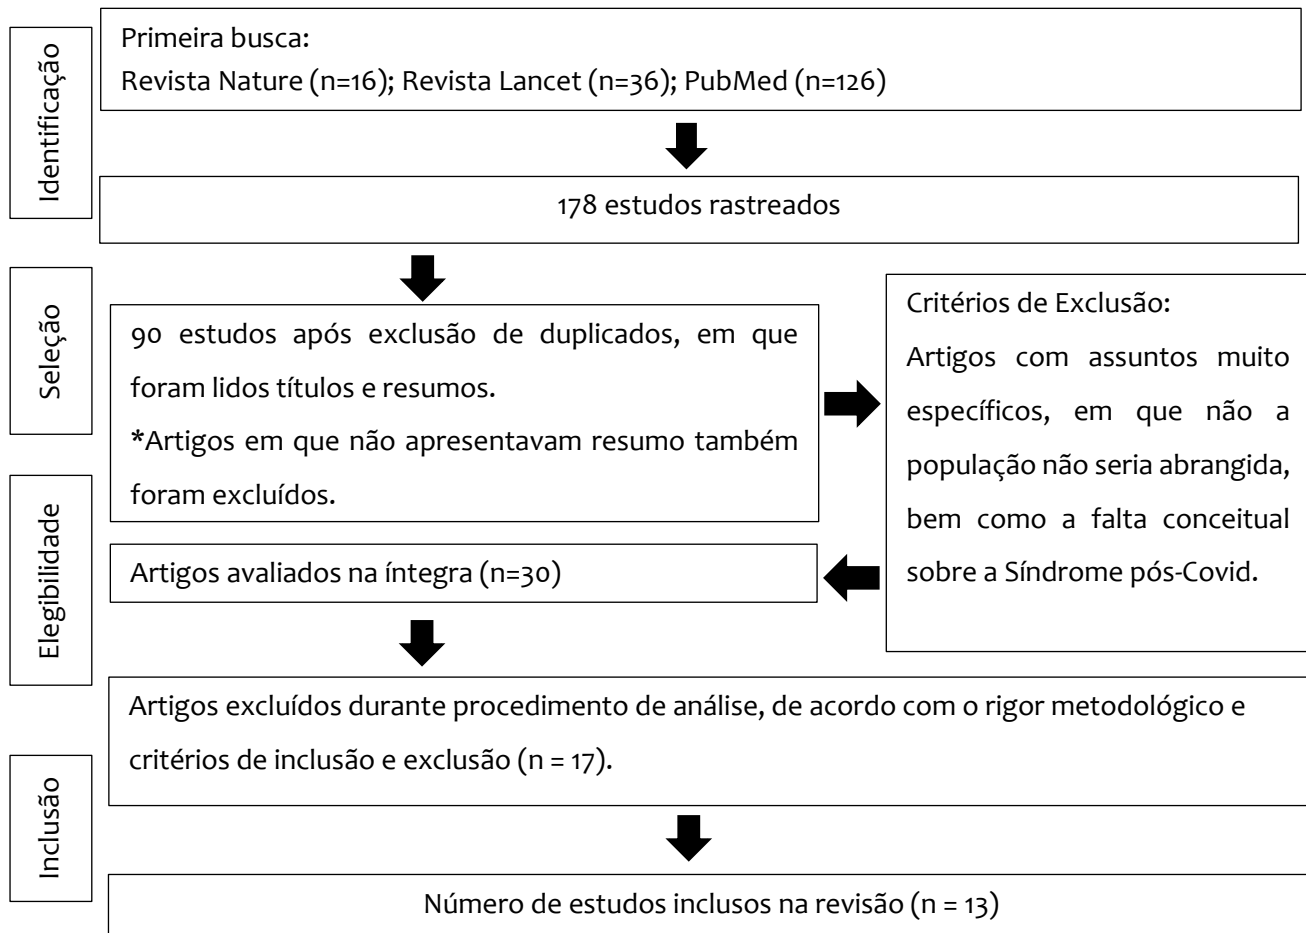 Identificação
Primeira busca:
Revista Nature (n=16); Revista Lancet (n=36); PubMed (n=126)
178 estudos rastreados
Seleção
90 estudos após exclusão de duplicados, em que
foram lidos títulos e resumos.
*Artigos em que não apresentavam resumo também
foram excluídos.
Critérios de Exclusão:
Artigos com assuntos muito
específicos, em que não a
população não seria abrangida,
bem como a falta conceitual
sobre a Síndrome pós-Covid.
Elegibilidade
Artigos avaliados na íntegra (n=30)
Artigos excluídos durante procedimento de análise, de acordo com o rigor metodológico e
critérios de inclusão e exclusão (n = 17).
Inclusão
Número de estudos inclusos na revisão (n = 13)